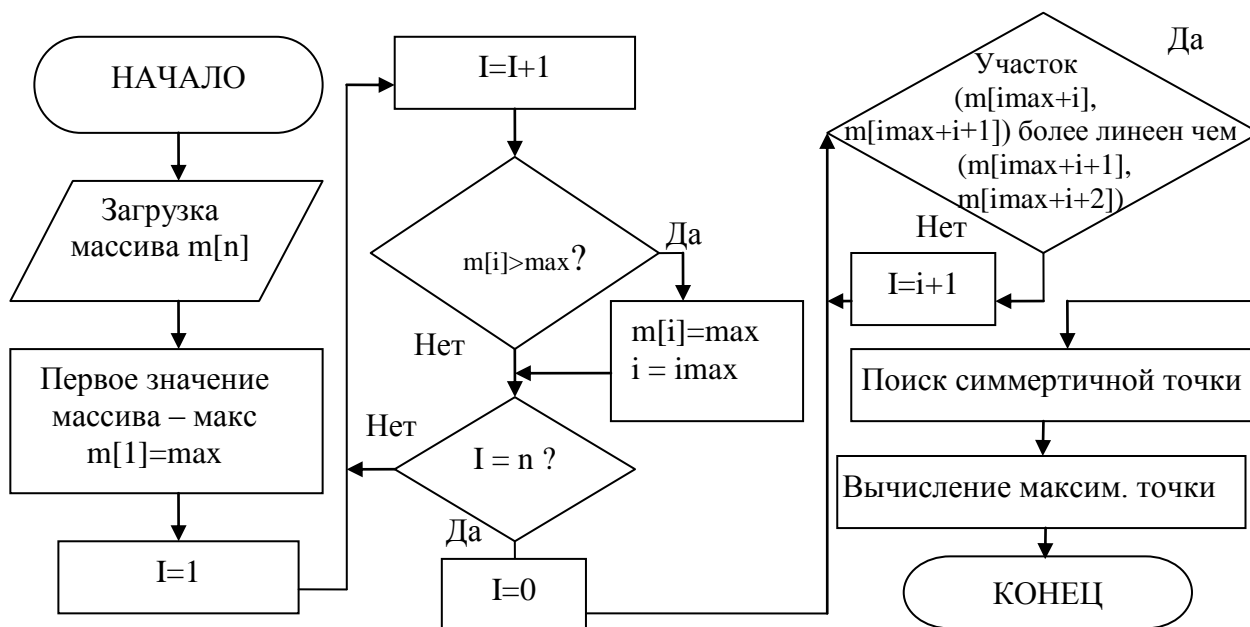 НАЧАЛО
Загрузка
массива m[n]
Первое значение
массива – макс
m[1]=max
I=1
I=I+1
m[i]>max?
Да
Нет
m[i]=max
i = imax
Нет
I = n ?
Да
I=0
Да
Участок
(m[imax+i],
m[imax+i+1]) более линеен чем
(m[imax+i+1],
m[imax+i+2])
Нет
I=i+1
Поиск симмертичной точки
Вычисление максим. точки
КОНЕЦ